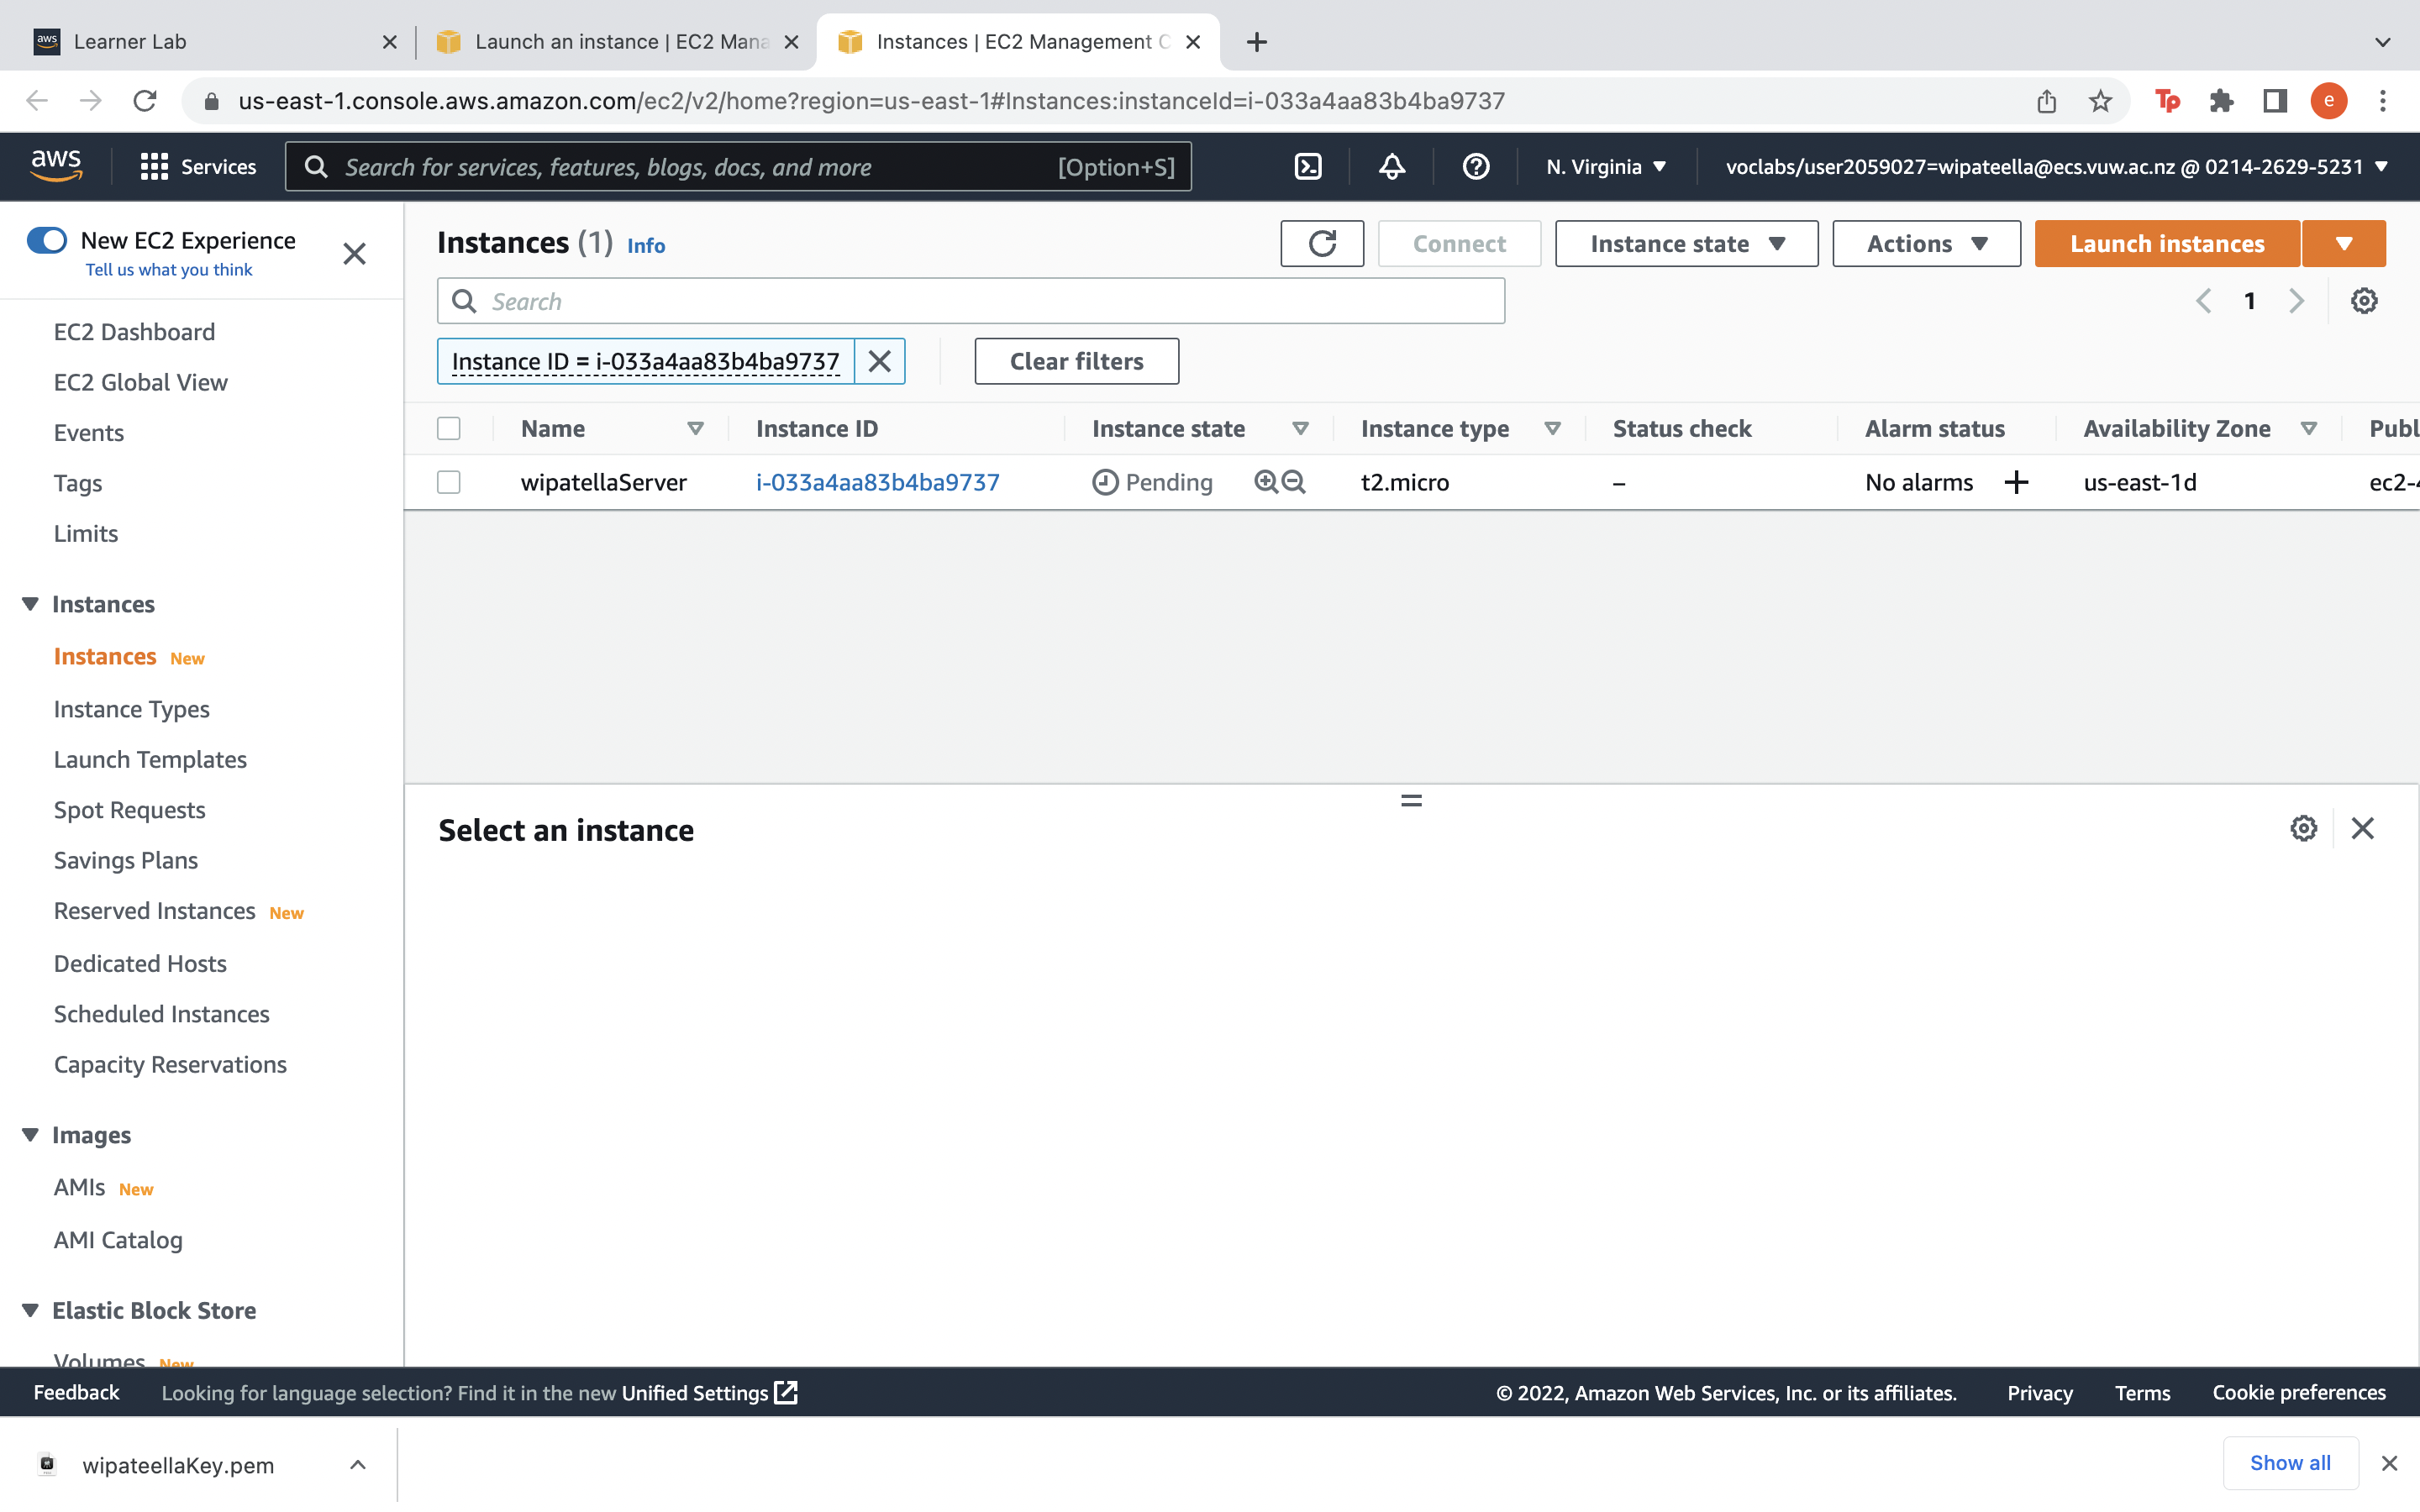 aws Learner Lab
Launch an instance | EC2 Mana
Instances | EC2 Management C
us-east-1.console.aws.amazon.com/ec2/v2/home?region=us-east-1#Instances:instanceId=i-033a4aa83b4ba9737
Tp
e
aws
Services
Search for services, features, blogs, docs, and more
[Option+S]
N. Virginia
voclabs/user2059027=wipateella@ecs.vuw.ac.nz @ 0214-2629-5231
New EC2 Experience
Tell us what you think
EC2 Dashboard
EC2 Global View
Events
Tags
Limits
Instances
Instances New
Instance Types
Launch Templates
Spot Requests
Savings Plans
Reserved Instances New
Dedicated Hosts
Scheduled Instances
Capacity Reservations
Images
AMIs New
AMI Catalog
Elastic Block Store
Volumes New
Instances (1) Info
Connect
Instance state
Actions
Launch instances
Search
1
Instance ID = i-033a4aa83b4ba9737
Clear filters
Name Instance ID Instance state Instance type Status check Alarm status Availability Zone Publ
wipatellaServer i-033a4aa83b4ba9737 Pending t2.micro – No alarms + us-east-1d ec2-4
Select an instance
Feedback
Looking for language selection? Find it in the new Unified Settings
© 2022, Amazon Web Services, Inc. or its affiliates.
Privacy
Terms
Cookie preferences
wipateellaKey.pem
Show all